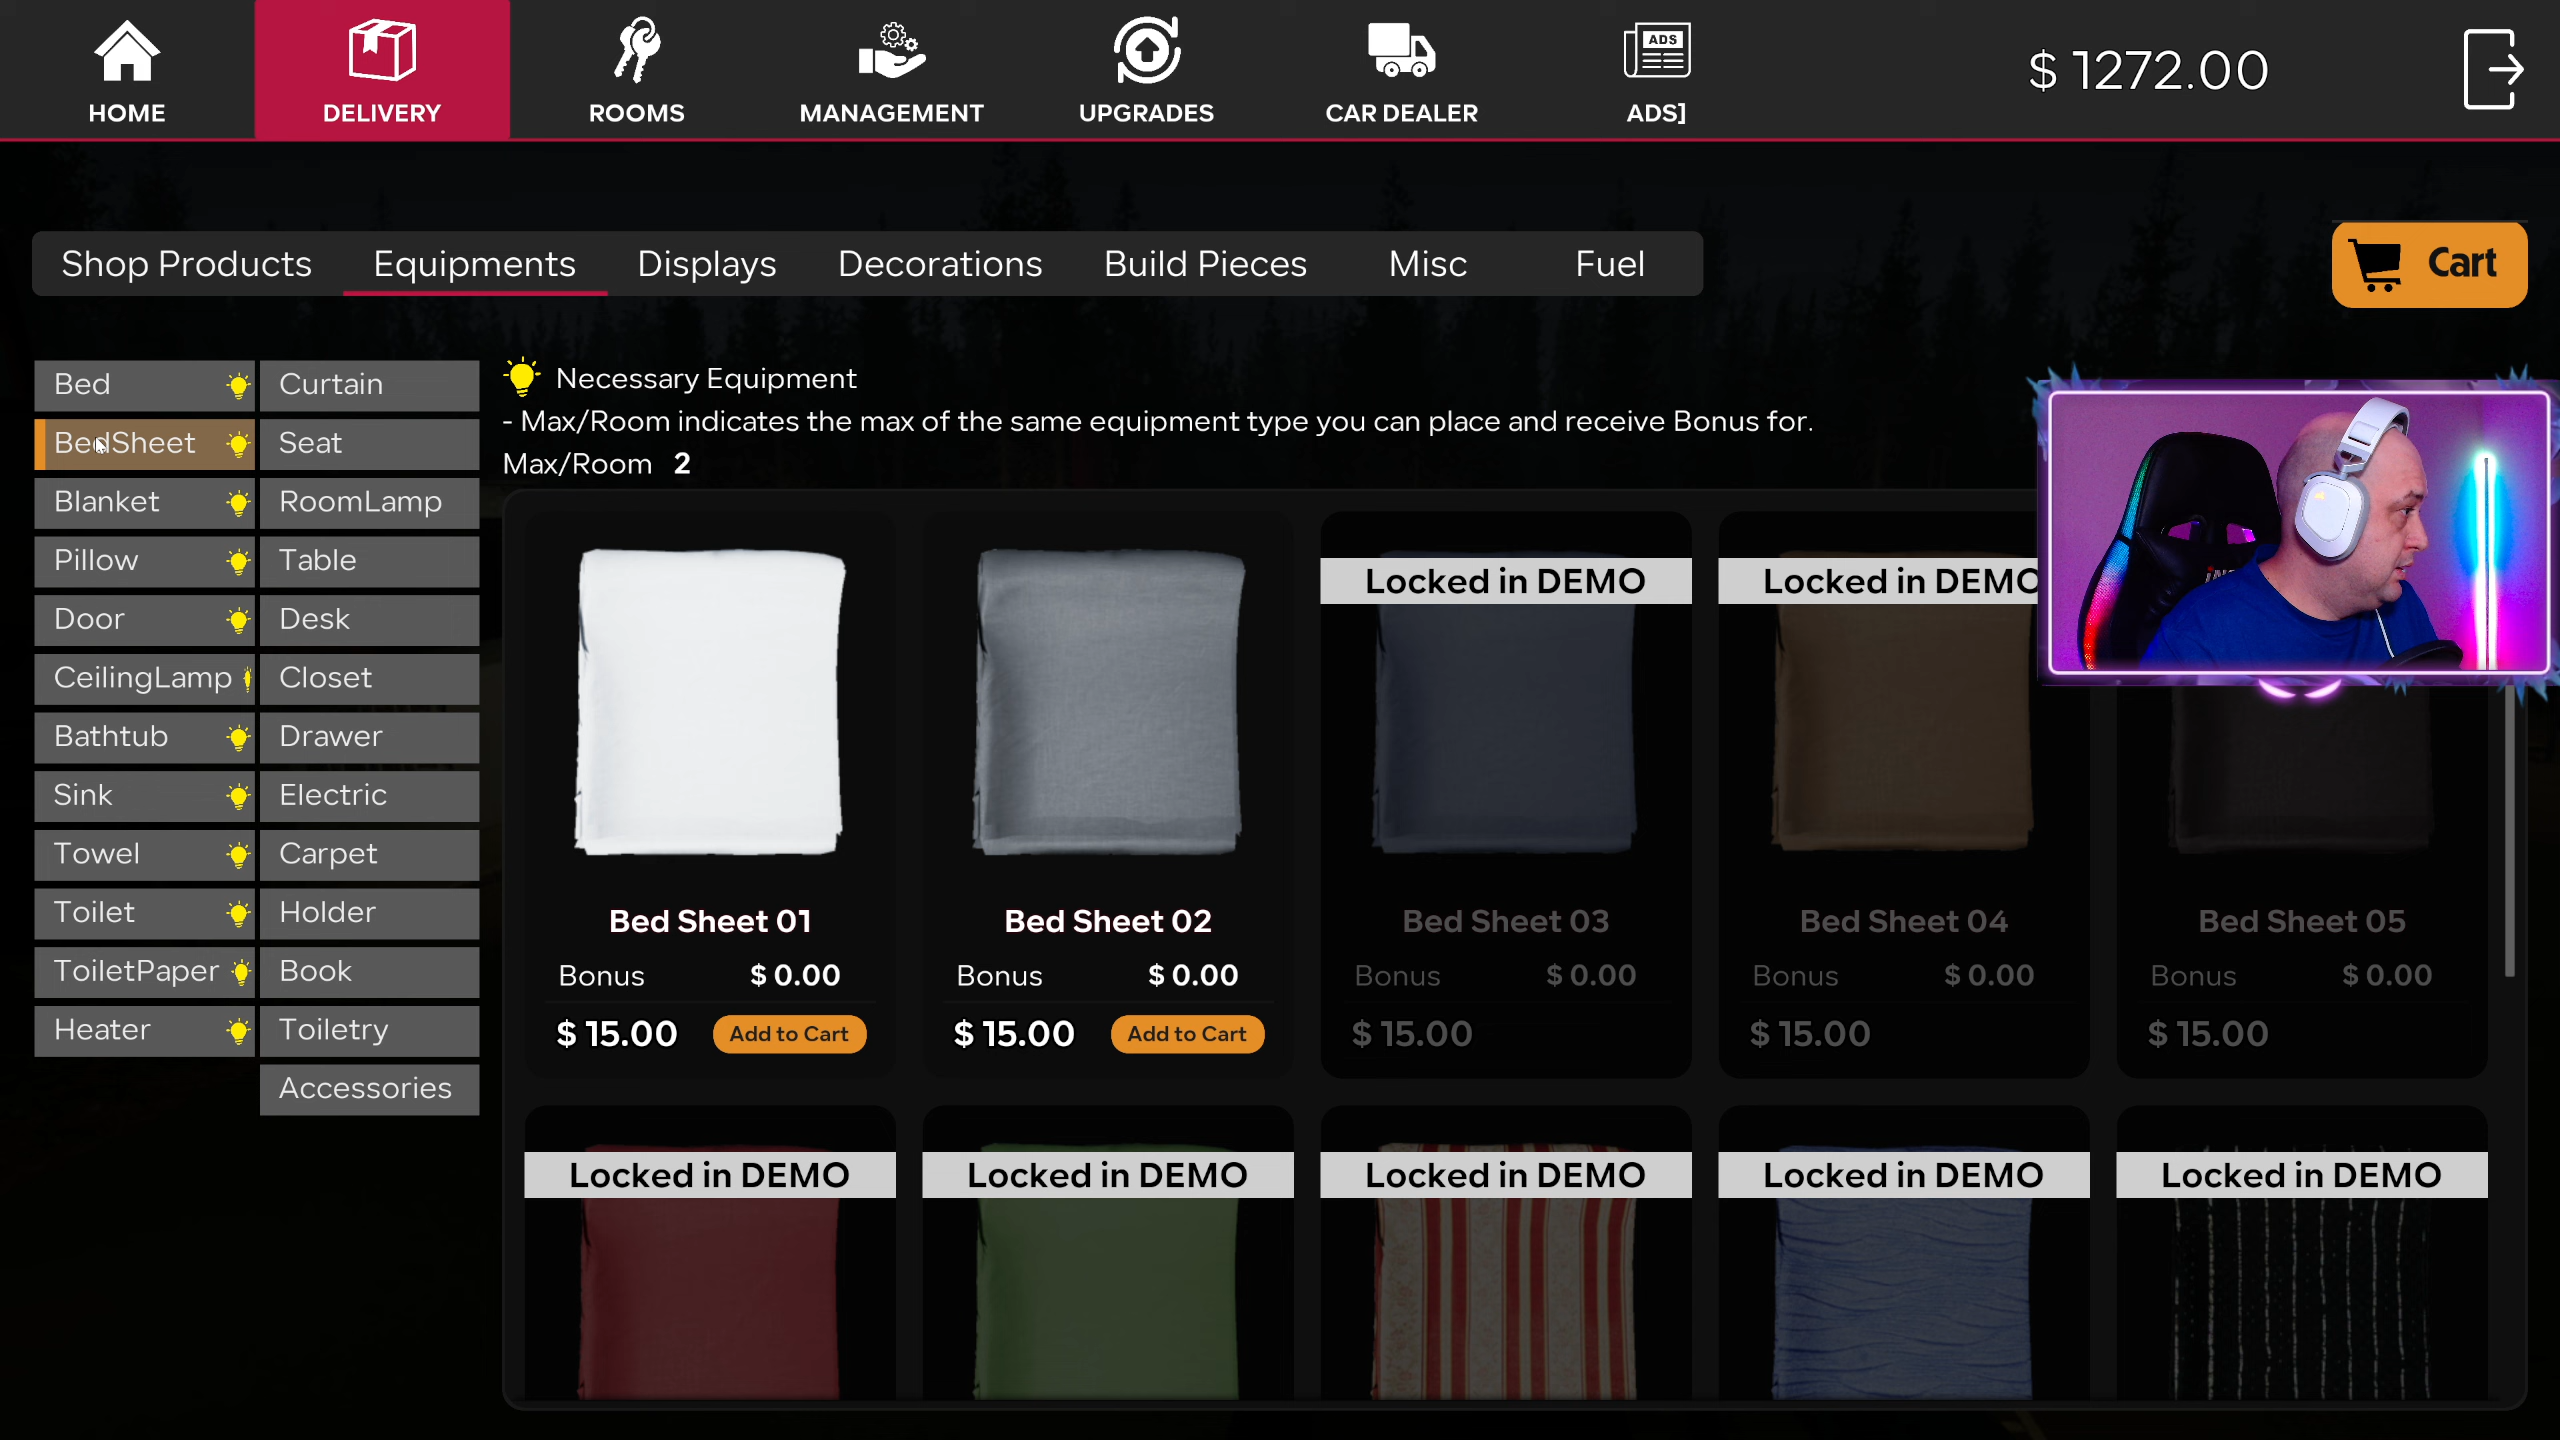 HOME
DELIVERY
ROOMS
MANAGEMENT
UPGRADES
CAR DEALER
ADS
ADS]
$ 1272.00
Shop Products
Equipments
Displays
Decorations
Build Pieces
Misc
Fuel
Cart
Bed
Curtain
BedSheet
Seat
Blanket
RoomLamp
Pillow
Table
Door
Desk
CeilingLamp
Closet
Bathtub
Drawer
Sink
Electric
Towel
Carpet
Toilet
Holder
ToiletPaper
Book
Heater
Toiletry
Accessories
Necessary Equipment
- Max/Room indicates the max of the same equipment type you can place and receive Bonus for.
Max/Room 2
Locked in DEMO
Locked in DEMO
Bed Sheet 01
Bonus $ 0.00
$ 15.00 Add to Cart
Bed Sheet 02
Bonus $ 0.00
$ 15.00 Add to Cart
Bed Sheet 03
Bonus $ 0.00
$ 15.00
Bed Sheet 04
Bonus $ 0.00
$ 15.00
Bed Sheet 05
Bonus $ 0.00
$ 15.00
Locked in DEMO
Locked in DEMO
Locked in DEMO
Locked in DEMO
Locked in DEMO